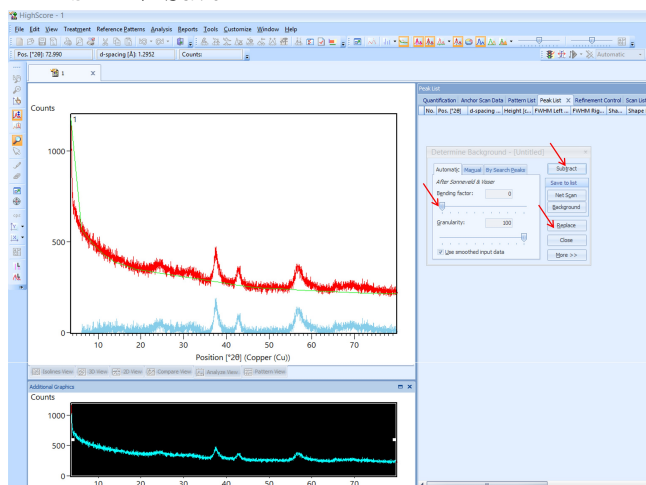 HighScore - 1
File Edit View Treatment Reference Patterns Analysis Reports Tools Customize Window Help
Pos. [°2θ]: 72.990 d-spacing [Å]: 1.2952 Counts: Automatic
1 X
Peak List
Quantification Anchor Scan Data Pattern List Peak List X Refinement Control Scan List
No. Pos. [°2θ] d-spacing ... Height [c... FWHM Left ... FWHM Rig... Sha... Shape
Counts
1
1000
500
0
10 20 30 40 50 60 70
Position [°2θ] (Copper (Cu))
Determine Background - [Untitled]
Automatic Manual By Search Peaks
After Sonneveld & Visser
Bending factor: 0
Granularity: 100
Use smoothed input data
Subtract
Save to list
Net Scan
Background
Replace
Close
More >>
2D View 3D View Compare View Analyze View Pattern View
Additional Graphics
Counts
1000
500
0
10 20 30 40 50 60 70